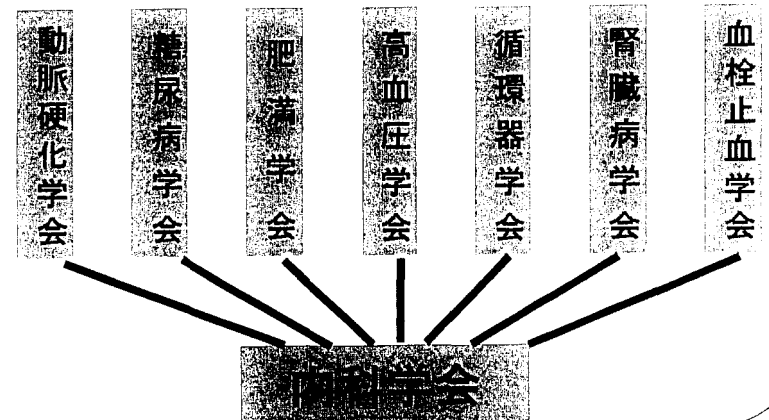 動脈硬化学会
糖尿病学会
肥満学会
高血圧学会
循環器学会
腎臓病学会
血栓止血学会
内科学会